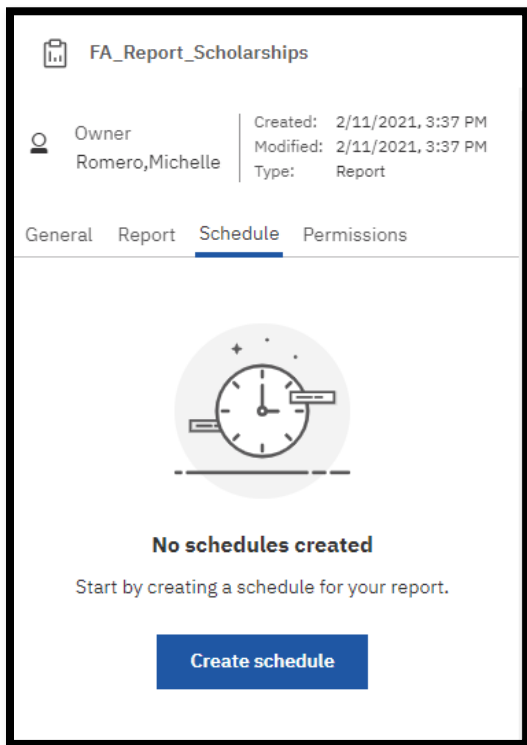 FA_Report_Scholarships
Owner
Romero,Michelle
Created: 2/11/2021, 3:37 PM
Modified: 2/11/2021, 3:37 PM
Type: Report
General Report Schedule Permissions
No schedules created
Start by creating a schedule for your report.
Create schedule